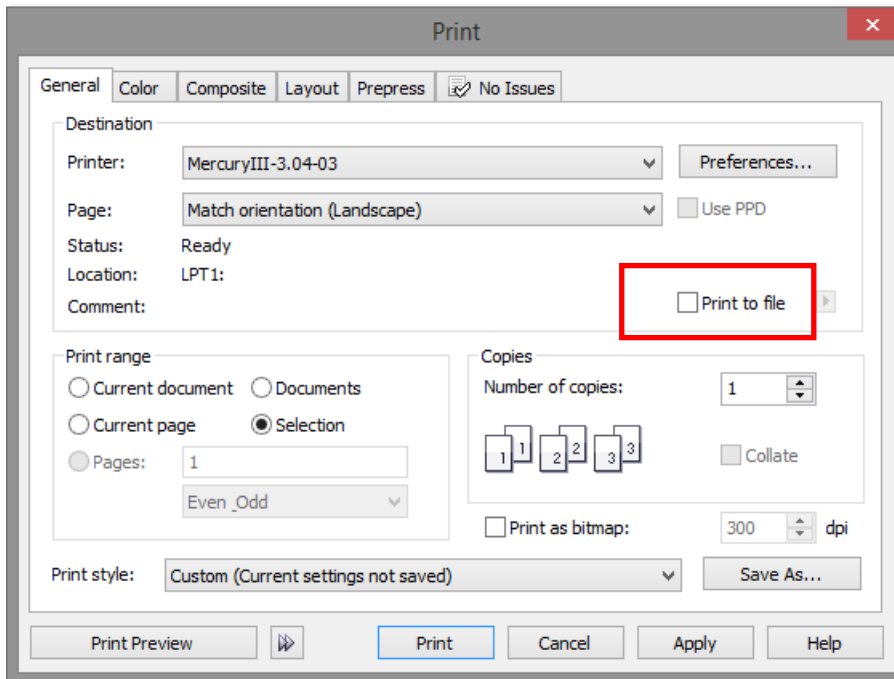 Print
General Color Composite Layout Prepress No Issues
Destination
Printer: MercuryIII-3.04-03 Preferences...
Page: Match orientation (Landscape) Use PPD
Status: Ready
Location: LPT1:
Comment: Print to file
Print range
Current document Documents
Current page Selection
Pages: 1
Even_Odd
Copies
Number of copies: 1
1 1 2 2 3 3
Collate
Print as bitmap: 300 dpi
Print style: Custom (Current settings not saved) Save As...
Print Preview Print Cancel Apply Help